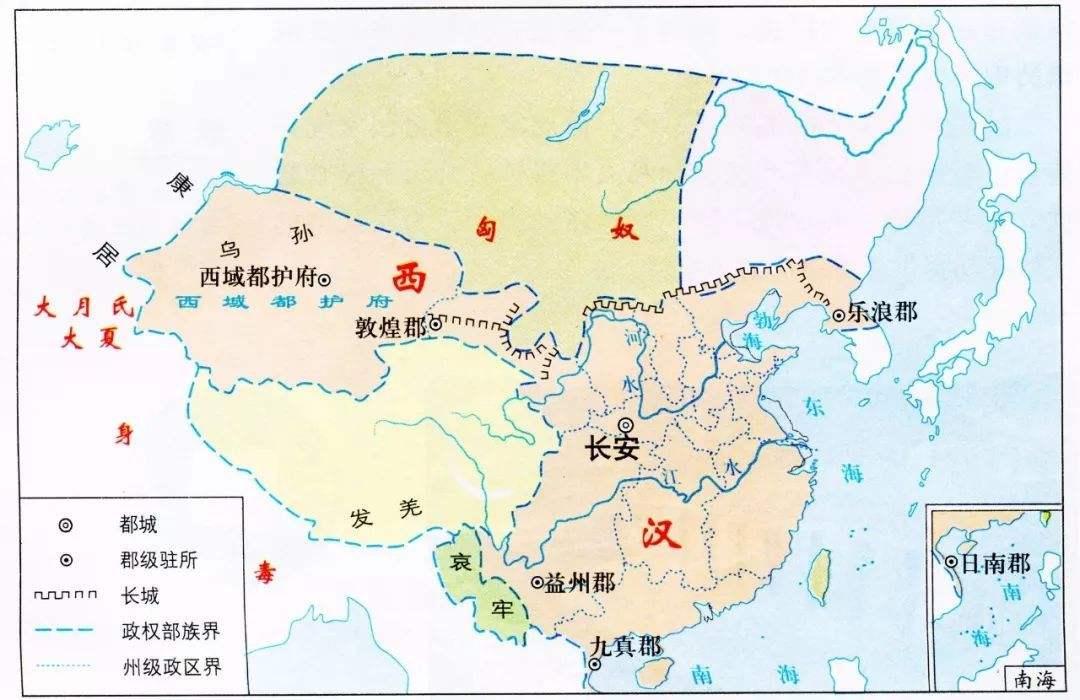 康
居
乌孙
匈奴
西域都护府
西
西域都护府
大月氏
大夏
敦煌郡
乐浪郡
渤海
河水
东海
身毒
长安
江水
汉
发羌
哀牢
益州郡
九真郡
南海
都城
郡级驻所
长城
政权部族界
州级政区界
日南郡
南海
南海